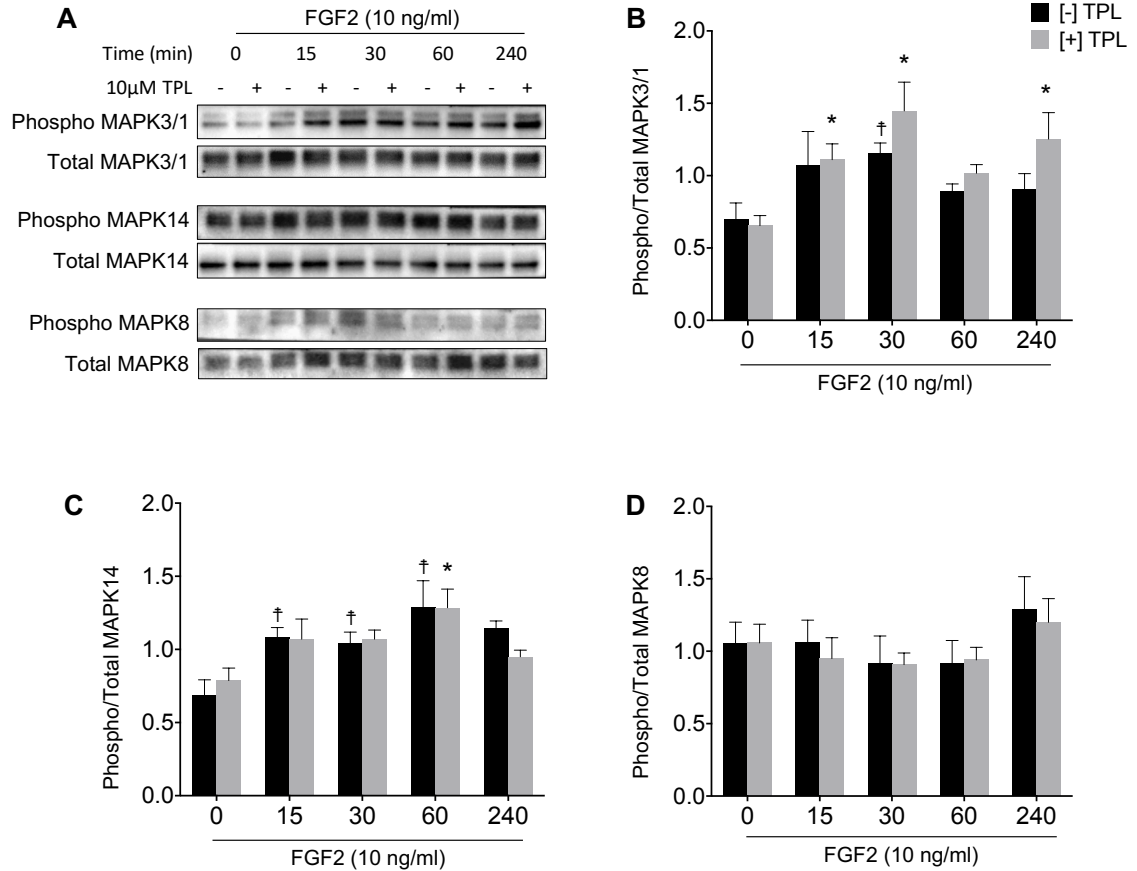 A
FGF2 (10 ng/ml)
Time (min) 0 15 30 60 240
10µM TPL - + - + - + - + - +
Phospho MAPK3/1
Total MAPK3/1
Phospho MAPK14
Total MAPK14
Phospho MAPK8
Total MAPK8
B
[-] TPL
[+] TPL
Phospho/Total MAPK3/1
2.0
1.5
1.0
0.5
0.0
* ☨ * *
0 15 30 60 240
FGF2 (10 ng/ml)
C
Phospho/Total MAPK14
2.0
1.5
1.0
0.5
0.0
☨ ☨ ☨ *
0 15 30 60 240
FGF2 (10 ng/ml)
D
Phospho/Total MAPK8
2.0
1.5
1.0
0.5
0.0
0 15 30 60 240
FGF2 (10 ng/ml)